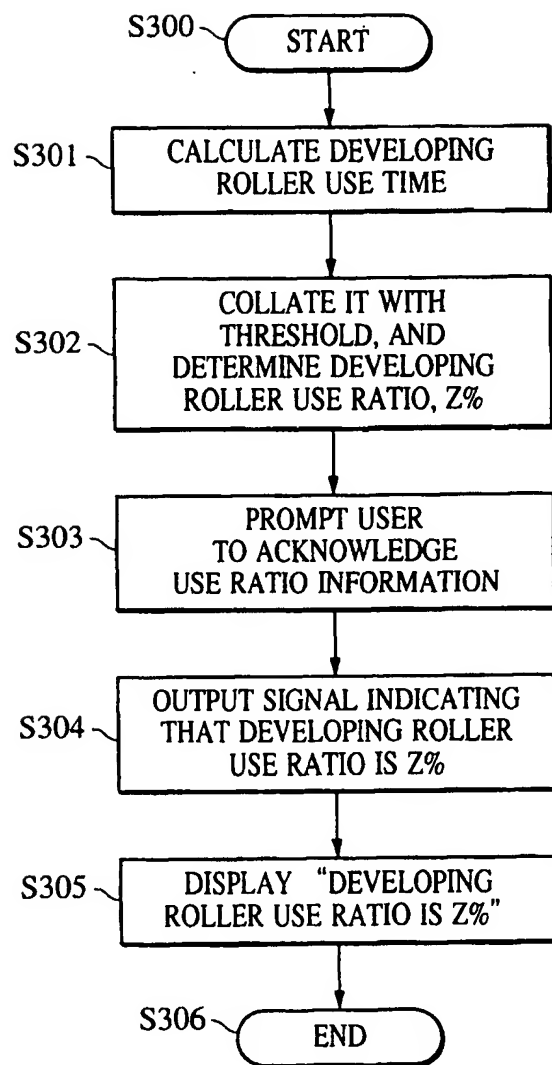 S300
START
S301
CALCULATE DEVELOPING
ROLLER USE TIME
S302
COLLATE IT WITH
THRESHOLD, AND
DETERMINE DEVELOPING
ROLLER USE RATIO, Z%
S303
PROMPT USER
TO ACKNOWLEDGE
USE RATIO INFORMATION
S304
OUTPUT SIGNAL INDICATING
THAT DEVELOPING ROLLER
USE RATIO IS Z%
S305
DISPLAY “DEVELOPING
ROLLER USE RATIO IS Z%”
S306
END